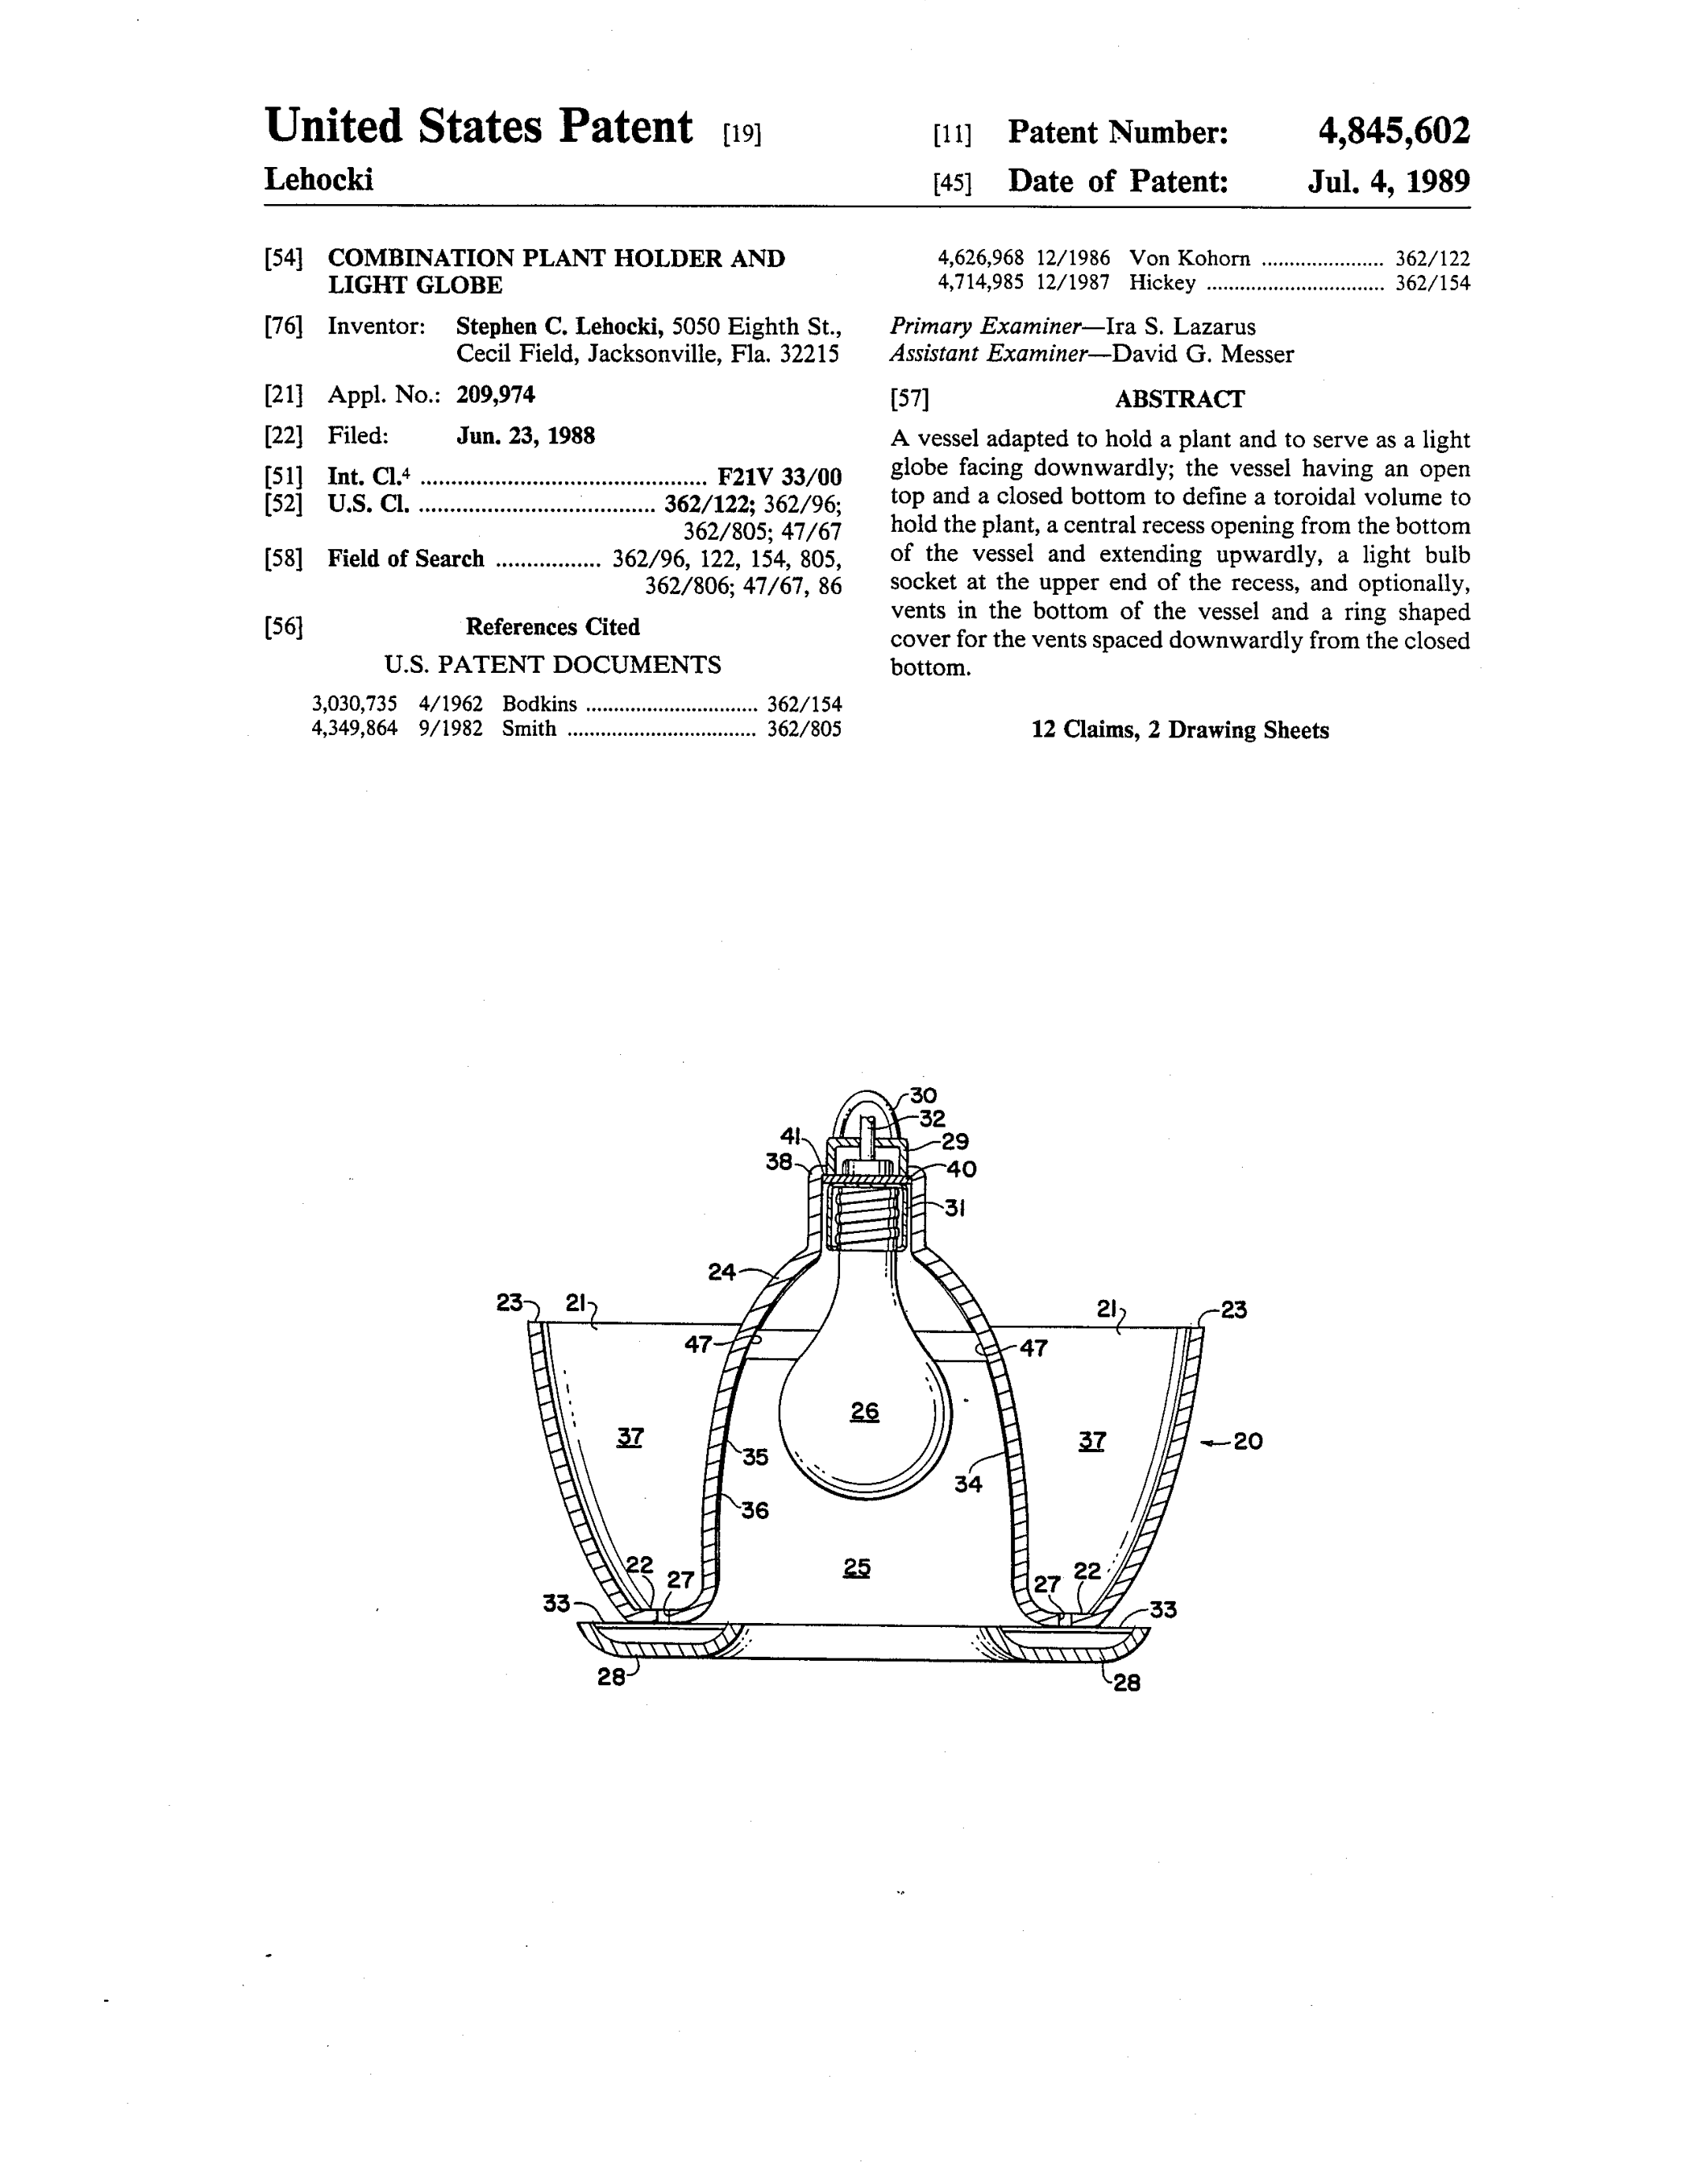 United States Patent [19]
Lehocki
[11] Patent Number: 4,845,602
[45] Date of Patent: Jul. 4, 1989
[54] COMBINATION PLANT HOLDER AND
LIGHT GLOBE
[76] Inventor: Stephen C. Lehocki, 5050 Eighth St.,
Cecil Field, Jacksonville, Fla. 32215
[21] Appl. No.: 209,974
[22] Filed: Jun. 23, 1988
[51] Int. Cl.⁴ .............................................. F21V 33/00
[52] U.S. Cl. ...................................... 362/122; 362/96;
362/805; 47/67
[58] Field of Search ................. 362/96, 122, 154, 805,
362/806; 47/67, 86
[56] References Cited
U.S. PATENT DOCUMENTS
3,030,735 4/1962 Bodkins ............................... 362/154
4,349,864 9/1982 Smith .................................. 362/805
4,626,968 12/1986 Von Kohorn ...................... 362/122
4,714,985 12/1987 Hickey ................................ 362/154
Primary Examiner—Ira S. Lazarus
Assistant Examiner—David G. Messer
[57] ABSTRACT
A vessel adapted to hold a plant and to serve as a light
globe facing downwardly; the vessel having an open
top and a closed bottom to define a toroidal volume to
hold the plant, a central recess opening from the bottom
of the vessel and extending upwardly, a light bulb
socket at the upper end of the recess, and optionally,
vents in the bottom of the vessel and a ring shaped
cover for the vents spaced downwardly from the closed
bottom.
12 Claims, 2 Drawing Sheets
30
32
41 29
38 40
31
24
23 21 21 23
47 47
26
37 37 20
35
34
36
22 27 25 27 22
33 33
28 28